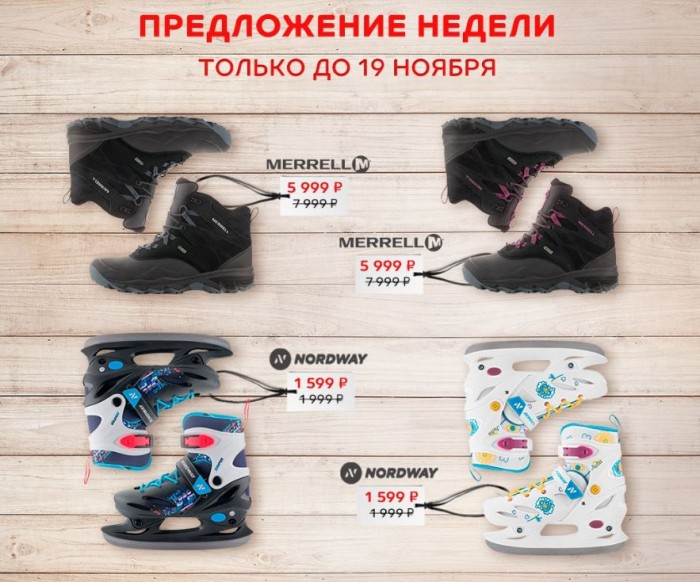 ПРЕДЛОЖЕНИЕ НЕДЕЛИ
ТОЛЬКО ДО 19 НОЯБРЯ
MERRELL M
5 999 ₽
7 999 ₽
MERRELL
MERRELL M
5 999 ₽
7 999 ₽
NORDWAY
1 599 ₽
1 999 ₽
NORDWAY
1 599 ₽
1 999 ₽